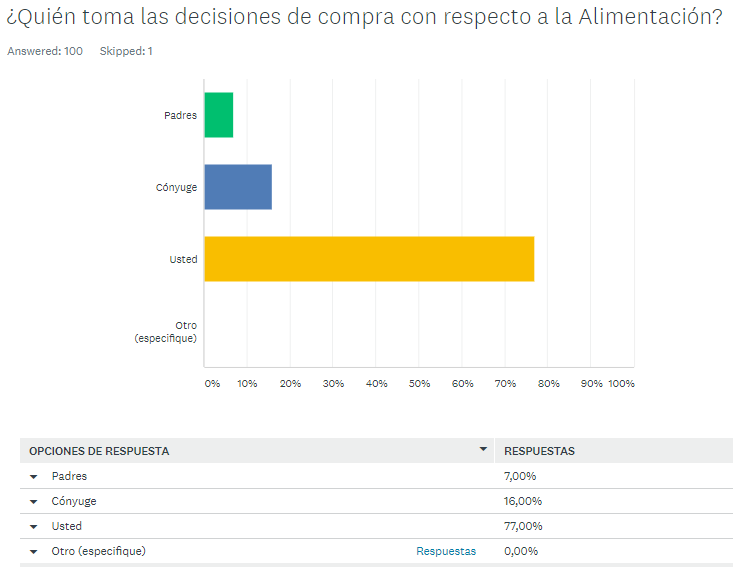 ¿Quién toma las decisiones de compra con respecto a la Alimentación?
Answered: 100 Skipped: 1
Padres
Cónyuge
Usted
Otro
(especifique)
0% 10% 20% 30% 40% 50% 60% 70% 80% 90% 100%
OPCIONES DE RESPUESTA RESPUESTAS
Padres 7,00%
Cónyuge 16,00%
Usted 77,00%
Otro (especifique) Respuestas 0,00%